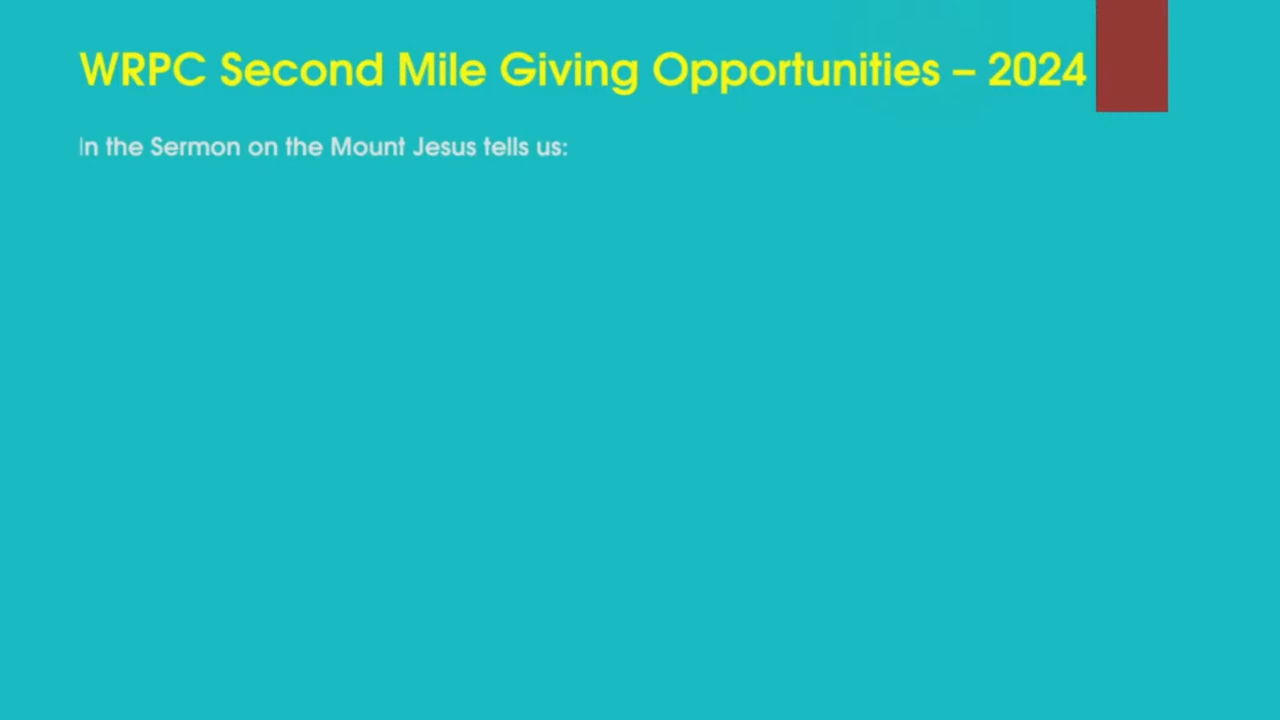 WRPC Second Mile Giving Opportunities – 2024
In the Sermon on the Mount Jesus tells us: